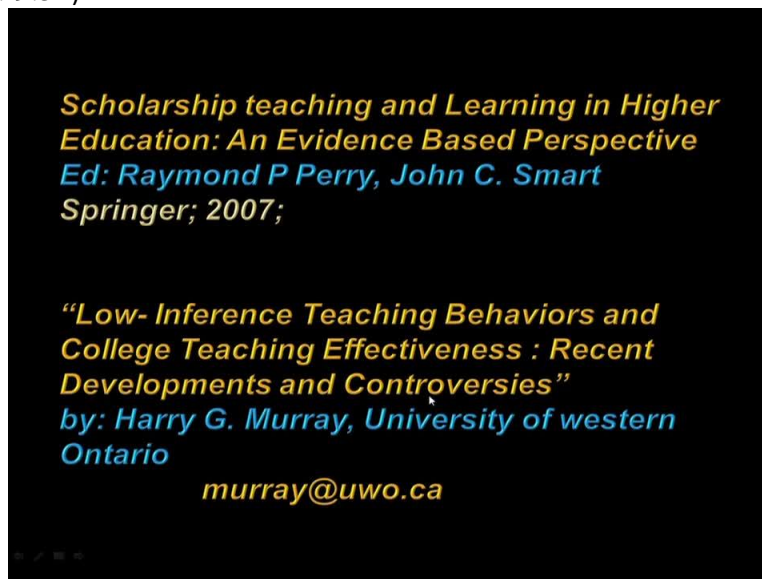 Scholarship teaching and Learning in Higher
Education: An Evidence Based Perspective
Ed: Raymond P Perry, John C. Smart
Springer; 2007;
“Low- Inference Teaching Behaviors and
College Teaching Effectiveness : Recent
Developments and Controversies”
by: Harry G. Murray, University of western
Ontario
murray@uwo.ca